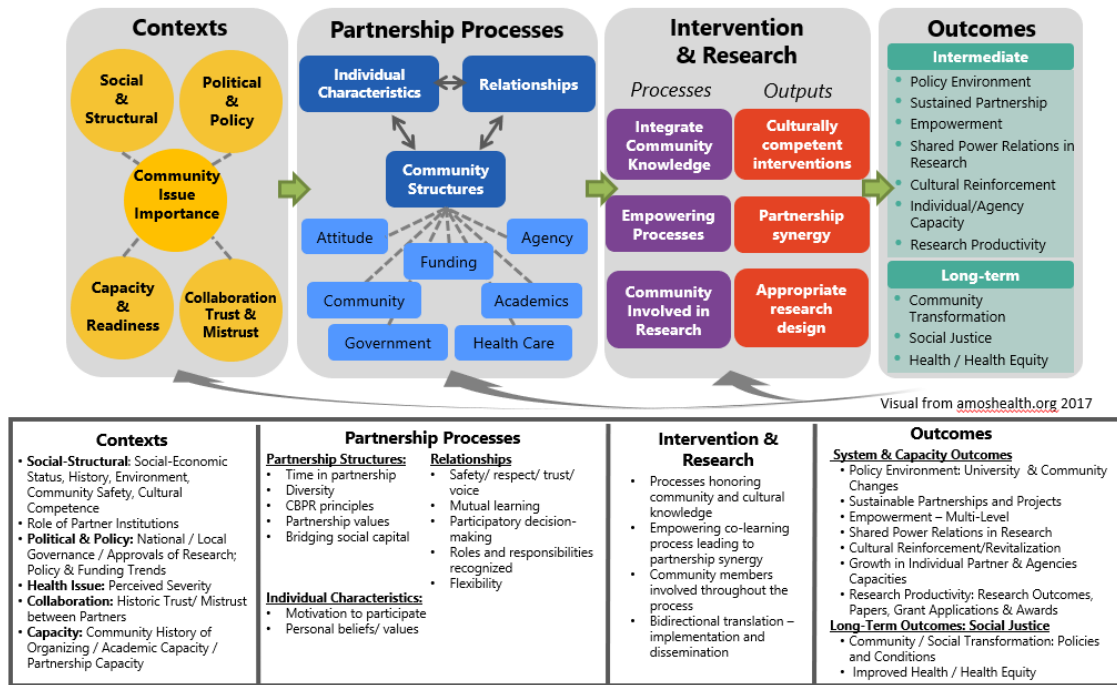 Contexts
Social
&
Structural
Political
&
Policy
Community
Issue
Importance
Capacity
&
Readiness
Collaboration
Trust &
Mistrust
Partnership Processes
Individual
Characteristics
Relationships
Community
Structures
Attitude
Agency
Funding
Community
Academics
Government
Health Care
Intervention
& Research
Processes
Outputs
Integrate
Community
Knowledge
Culturally
competent
interventions
Empowering
Processes
Partnership
synergy
Community
Involved in
Research
Appropriate
research
design
Outcomes
Intermediate
• Policy Environment
• Sustained Partnership
• Empowerment
• Shared Power Relations in
Research
• Cultural Reinforcement
• Individual/Agency
Capacity
• Research Productivity
Long-term
• Community
Transformation
• Social Justice
• Health / Health Equity
Visual from amoshealth.org 2017
Contexts
• Social-Structural: Social-Economic
Status, History, Environment,
Community Safety, Cultural
Competence
• Role of Partner Institutions
• Political & Policy: National / Local
Governance / Approvals of Research;
Policy & Funding Trends
• Health Issue: Perceived Severity
• Collaboration: Historic Trust/ Mistrust
between Partners
• Capacity: Community History of
Organizing / Academic Capacity /
Partnership Capacity
Partnership Processes
Partnership Structures:
• Time in partnership
• Diversity
• CBPR principles
• Partnership values
• Bridging social capital
Individual Characteristics:
• Motivation to participate
• Personal beliefs/ values
Relationships
• Safety/ respect/ trust/
voice
• Mutual learning
• Participatory decision-
making
• Roles and responsibilities
recognized
• Flexibility
Intervention &
Research
• Processes honoring
community and cultural
knowledge
• Empowering co-learning
process leading to
partnership synergy
• Community members
involved throughout the
process
• Bidirectional translation –
implementation and
dissemination
Outcomes
System & Capacity Outcomes
• Policy Environment: University & Community
Changes
• Sustainable Partnerships and Projects
• Empowerment – Multi-Level
• Shared Power Relations in Research
• Cultural Reinforcement/Revitalization
• Growth in Individual Partner & Agencies
Capacities
• Research Productivity: Research Outcomes,
Papers, Grant Applications & Awards
Long-Term Outcomes: Social Justice
• Community / Social Transformation: Policies
and Conditions
• Improved Health / Health Equity